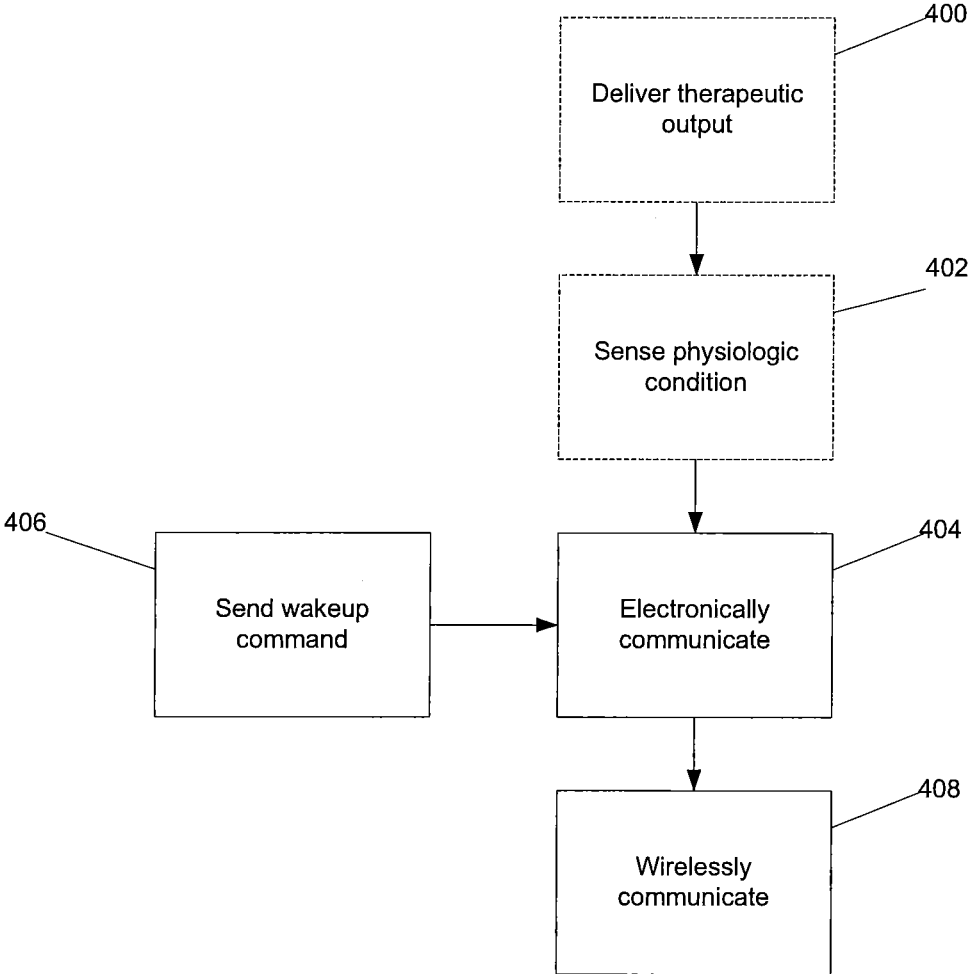 400
Deliver therapeutic
output
402
Sense physiologic
condition
406
404
Send wakeup
command
Electronically
communicate
408
Wirelessly
communicate